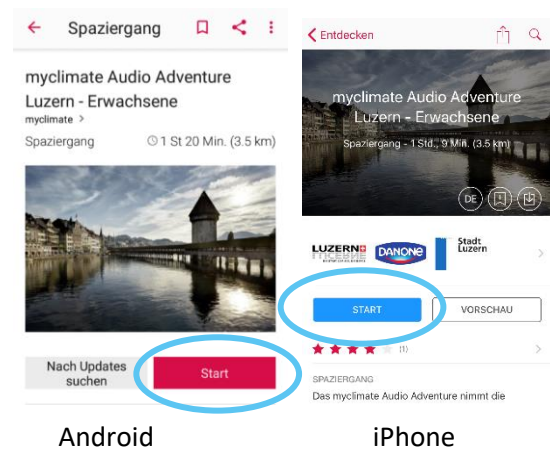 Spaziergang
myclimate Audio Adventure
Luzern - Erwachsene
myclimate >
Spaziergang 1 St 20 Min. (3.5 km)
Nach Updates
suchen
Start
Android
Entdecken
myclimate Audio Adventure
Luzern - Erwachsene
Spaziergang - 1 Std., 9 Min. (3.5 km)
DE
LUZERN
DANONE
Stadt
Luzern
START
VORSCHAU
(1)
SPAZIERGANG
Das myclimate Audio Adventure nimmt die
iPhone